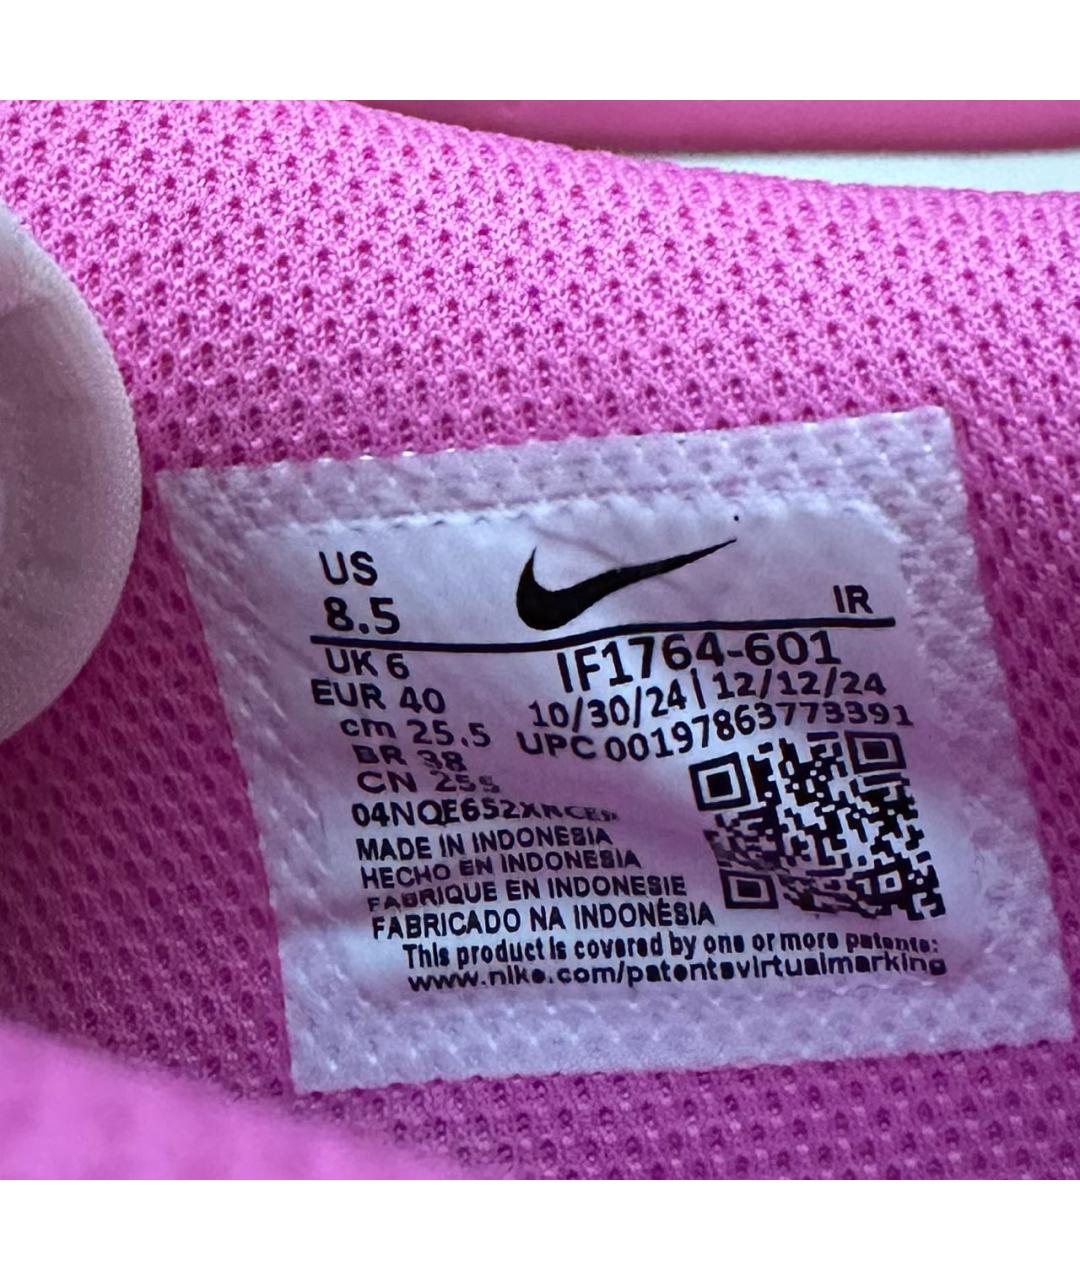 US
8.5
IR
UK 6
IF1764-601
EUR 40
10/30/24 | 12/12/24
cm 25.5
UPC 00197863773391
BR 38
CN 255
MADE IN INDONESIA
HECHO EN INDONESIA
FABRIQUE EN INDONESIE
FABRICADO NA INDONÉSIA
This product is covered by one or more patents:
www.nike.com/patentsvirtualmarking